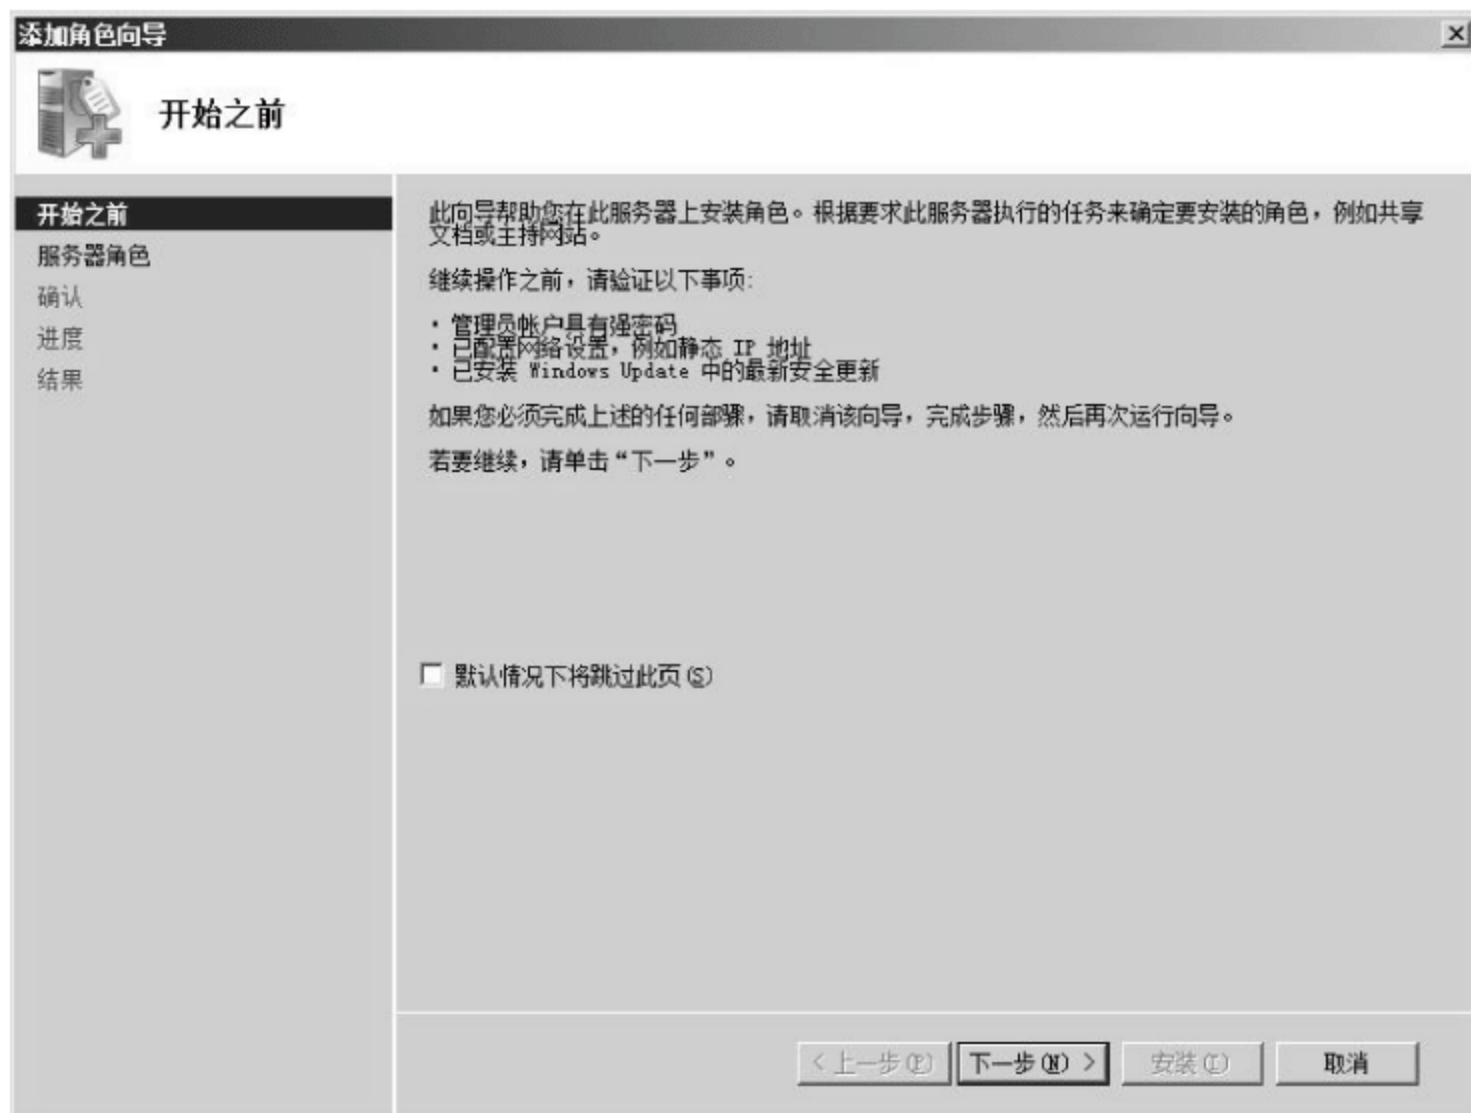 添加角色向导
开始之前
开始之前
服务器角色
确认
进度
结果
此向导帮助您在此服务器上安装角色。根据要求此服务器执行的任务来确定要安装的角色，例如共享
文档或主持网站。
继续操作之前，请验证以下事项:
· 管理员帐户具有强密码
· 已配置网络设置，例如静态 IP 地址
· 已安装 Windows Update 中的最新安全更新
如果您必须完成上述的任何部骤，请取消该向导，完成步骤，然后再次运行向导。
若要继续，请单击“下一步”。
默认情况下将跳过此页(S)
< 上一步(P) 下一步(N) > 安装(I) 取消